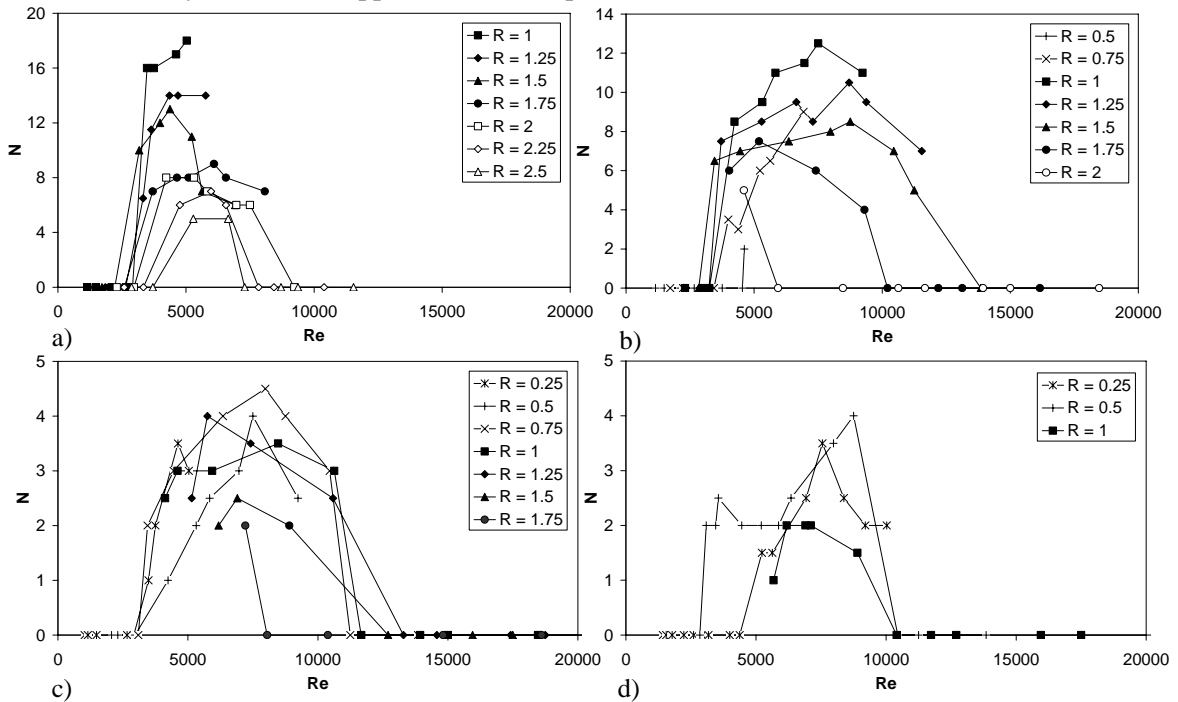 20
16
12
8
4
0
N
0
5000
10000
15000
20000
Re
R = 1
R = 1.25
R = 1.5
R = 1.75
R = 2
R = 2.25
R = 2.5
a)
14
12
10
8
6
4
2
0
N
0
5000
10000
15000
20000
Re
R = 0.5
R = 0.75
R = 1
R = 1.25
R = 1.5
R = 1.75
R = 2
b)
5
4
3
2
1
0
N
0
5000
10000
15000
20000
Re
R = 0.25
R = 0.5
R = 0.75
R = 1
R = 1.25
R = 1.5
R = 1.75
c)
5
4
3
2
1
0
N
0
5000
10000
15000
20000
Re
R = 0.25
R = 0.5
R = 1
d)